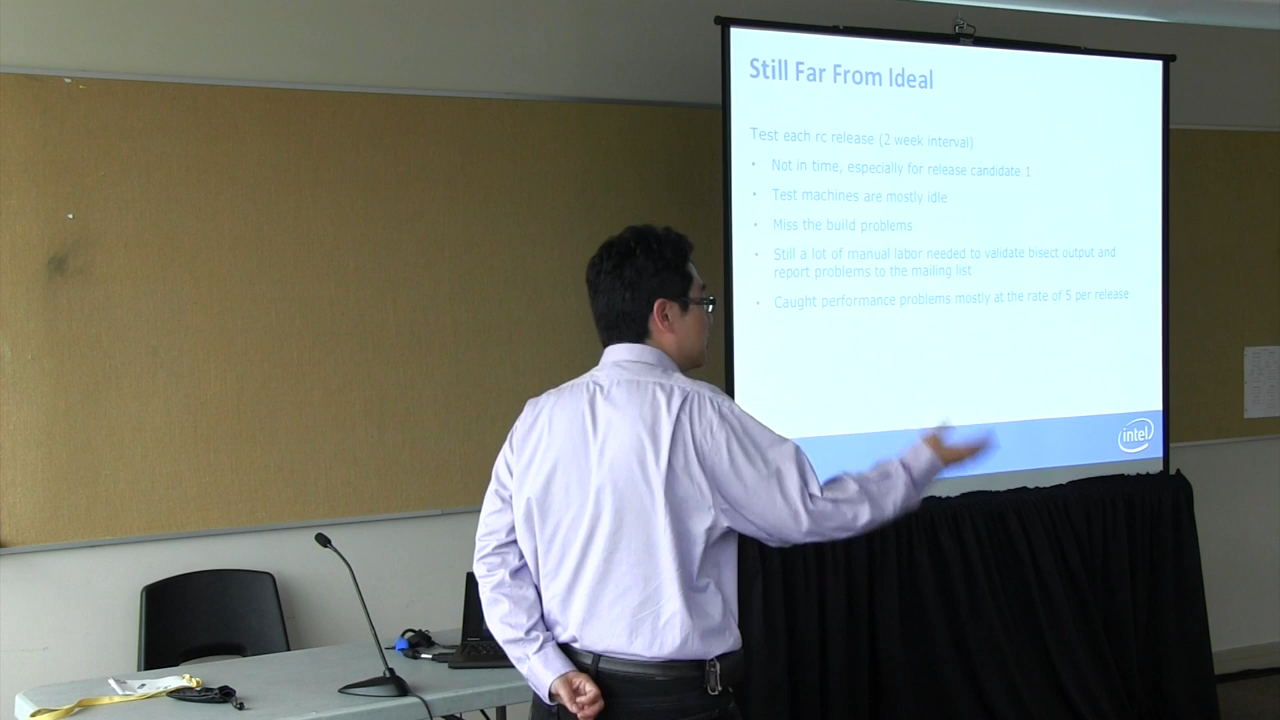 Still Far From Ideal
Test each rc release (2 week interval)
• Not in time, especially for release candidate 1
• Test machines are mostly idle
• Miss the build problems
• Still a lot of manual labor needed to validate bisect output and
report problems to the mailing list
• Caught performance problems mostly at the rate of 5 per release
intel